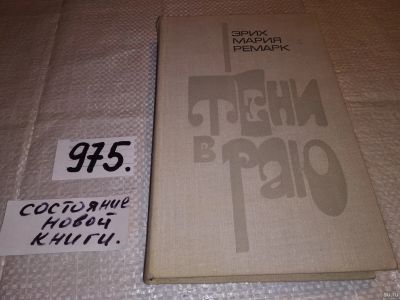 ЭРИХ
МАРИЯ
РЕМАРК
ТЕНИ
В РАЮ
975.
СОСТОЯНИЕ
НОВОЙ
КНИГИ.